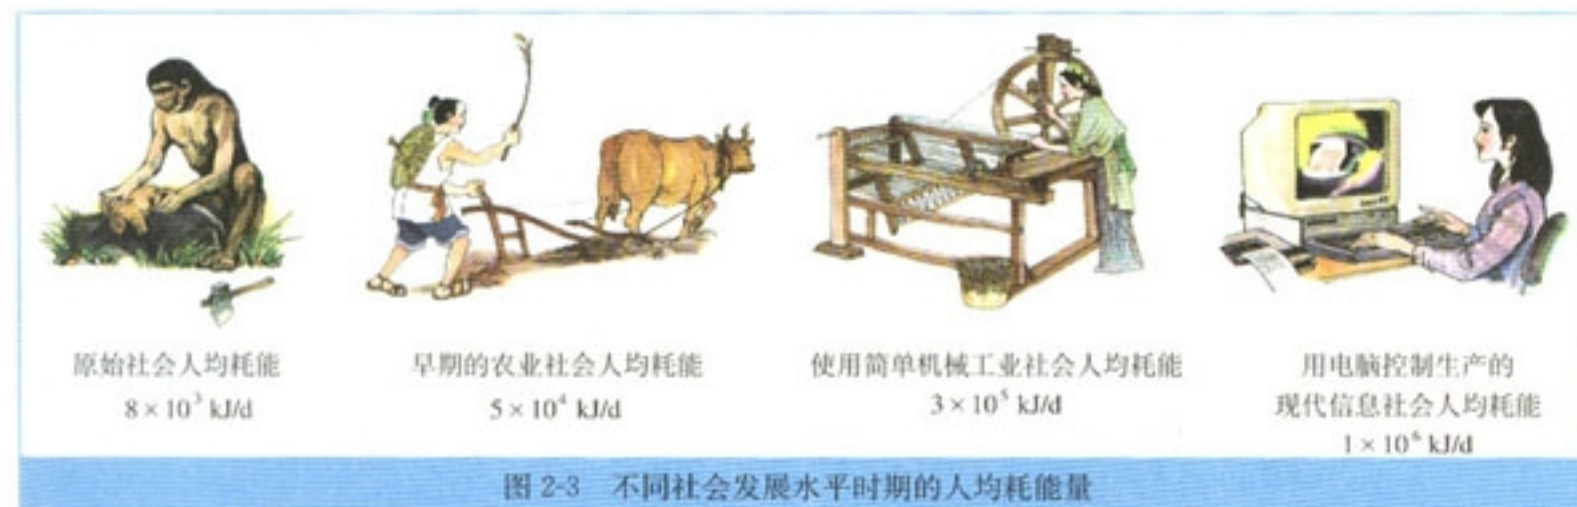 原始社会人均耗能
8×10³ kJ/d
早期的农业社会人均耗能
5×10⁴ kJ/d
使用简单机械工业社会人均耗能
3×10⁵ kJ/d
用电脑控制生产的
现代信息社会人均耗能
1×10⁶ kJ/d
图 2-3 不同社会发展水平时期的人均耗能量